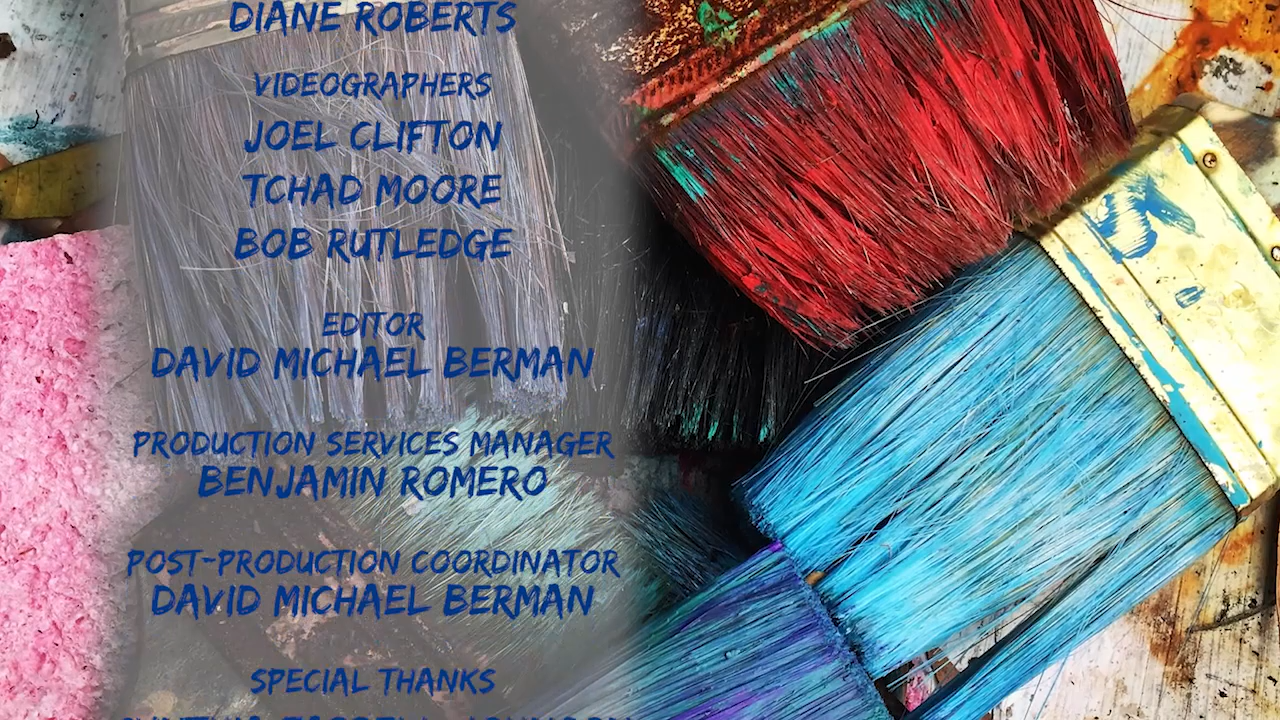 DIANE ROBERTS
VIDEOGRAPHERS
JOEL CLIFTON
TCHAD MOORE
BOB RUTLEDGE
EDITOR
DAVID MICHAEL BERMAN
PRODUCTION SERVICES MANAGER
BENJAMIN ROMERO
POST-PRODUCTION COORDINATOR
DAVID MICHAEL BERMAN
SPECIAL THANKS